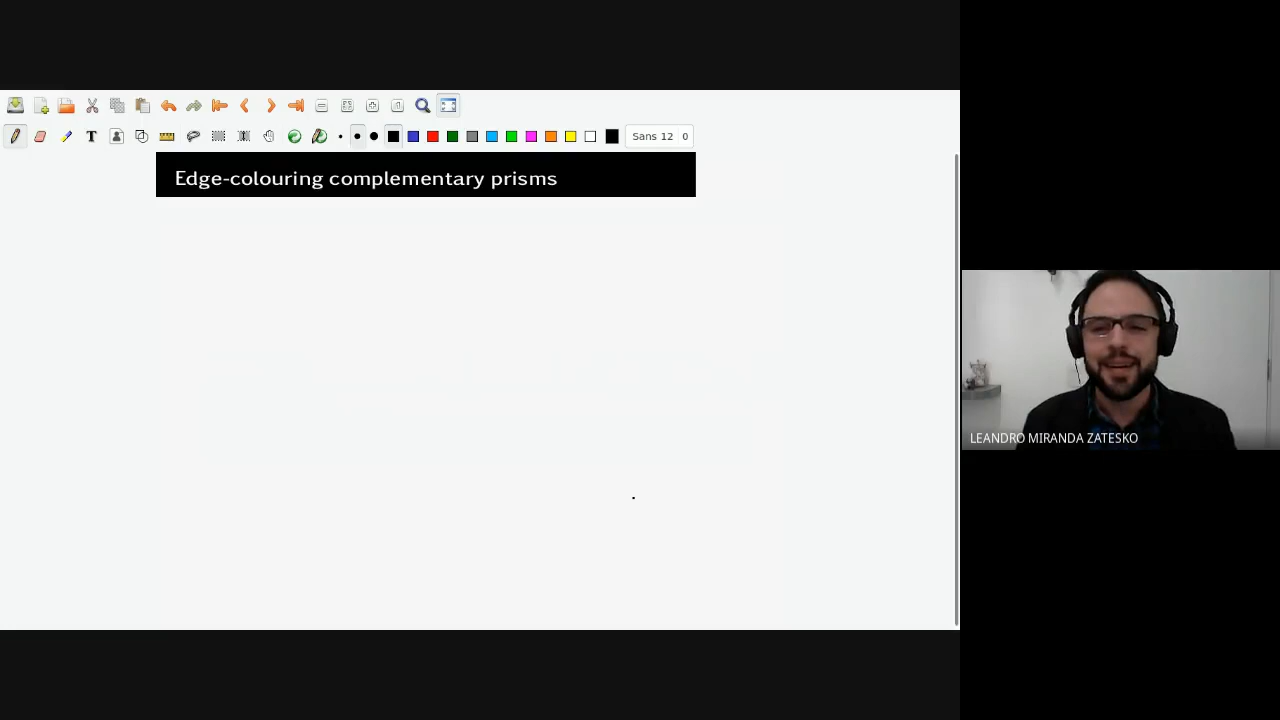 T
Sans 12 0
Edge-colouring complementary prisms
LEANDRO MIRANDA ZATESKO